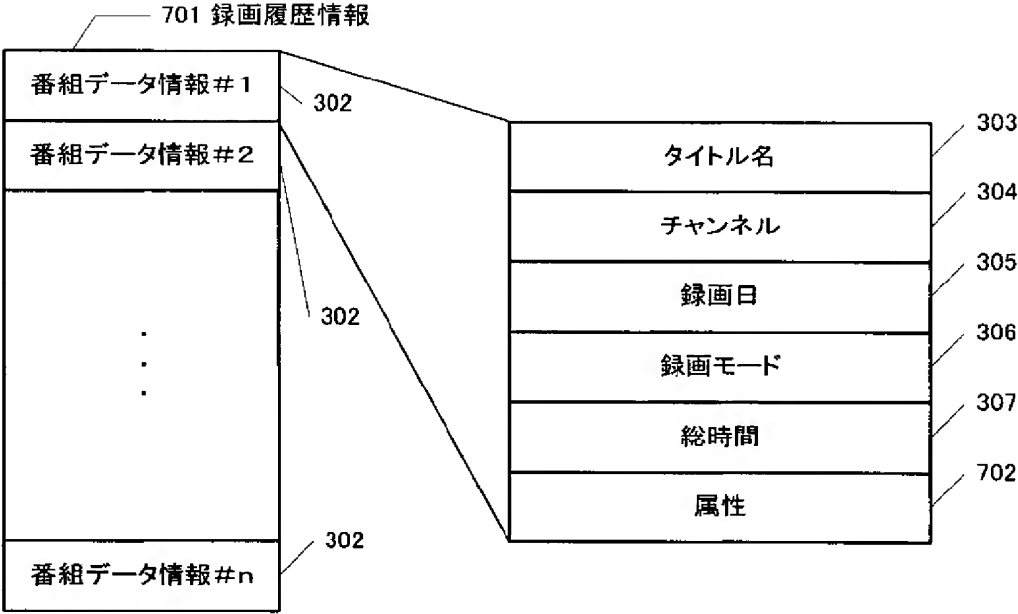 701 録画履歴情報
番組データ情報＃1
302
番組データ情報#2
302
・
・
・
番組データ情報#n
302
タイトル名
303
チャンネル
304
録画日
305
録画モード
306
総時間
307
属性
702